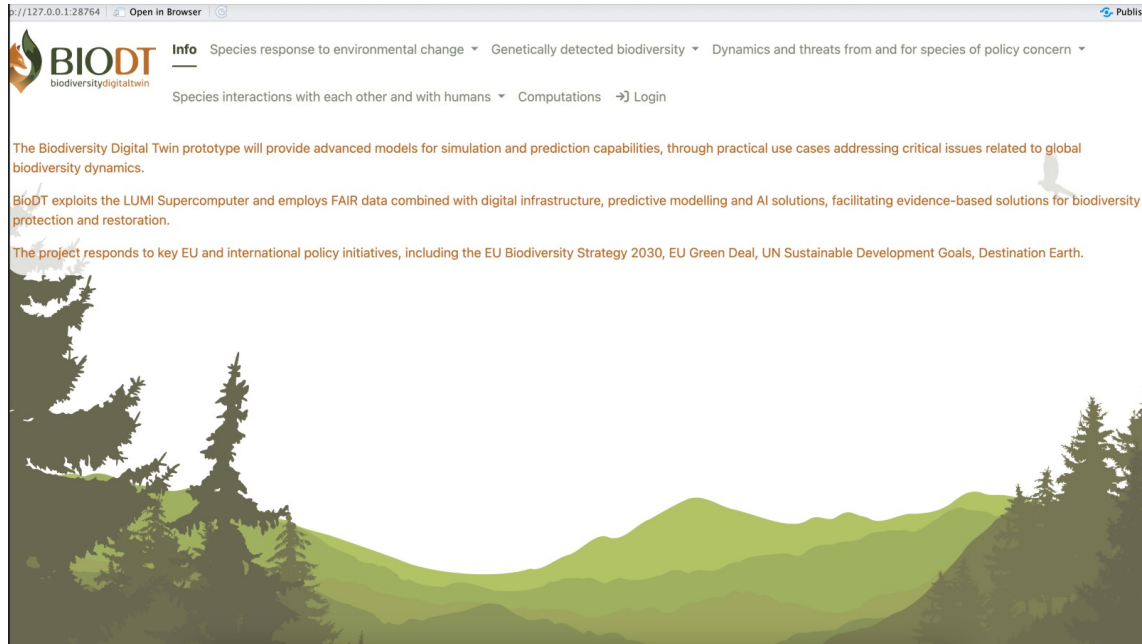 p://127.0.0.1:28764 Open in Browser Publis
BIODT
biodiversitydigitaltwin
Info Species response to environmental change Genetically detected biodiversity Dynamics and threats from and for species of policy concern
Species interactions with each other and with humans Computations Login
The Biodiversity Digital Twin prototype will provide advanced models for simulation and prediction capabilities, through practical use cases addressing critical issues related to global
biodiversity dynamics.
BioDT exploits the LUMI Supercomputer and employs FAIR data combined with digital infrastructure, predictive modelling and AI solutions, facilitating evidence-based solutions for biodiversity
protection and restoration.
The project responds to key EU and international policy initiatives, including the EU Biodiversity Strategy 2030, EU Green Deal, UN Sustainable Development Goals, Destination Earth.